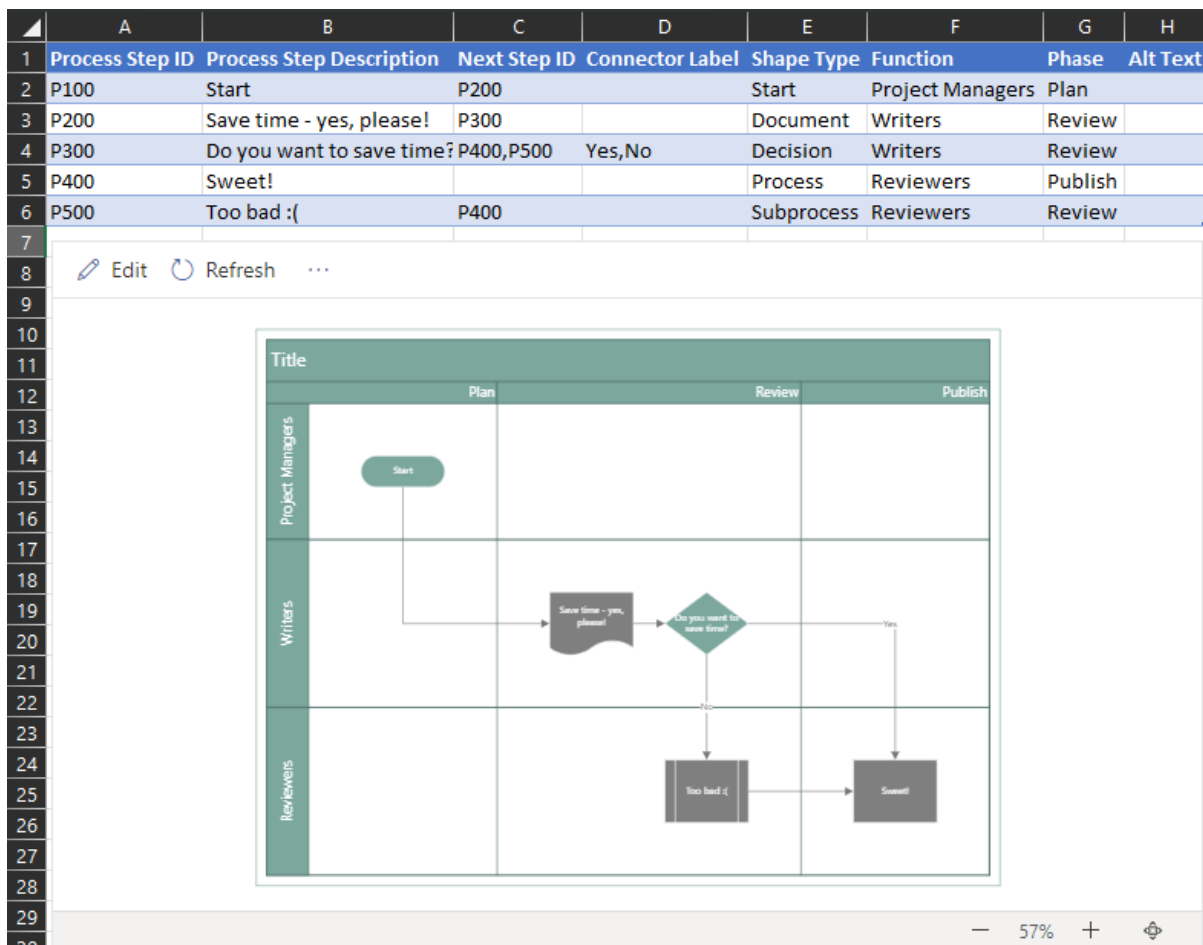 A B C D E F G H
1 Process Step ID Process Step Description Next Step ID Connector Label Shape Type Function Phase Alt Text
2 P100 Start P200 Start Project Managers Plan
3 P200 Save time - yes, please! P300 Document Writers Review
4 P300 Do you want to save time? P400,P500 Yes,No Decision Writers Review
5 P400 Sweet! Process Reviewers Publish
6 P500 Too bad :( P400 Subprocess Reviewers Review
7
8 Edit Refresh ...
9
10
11 Title
12 Plan Review Publish
13
14
15
16
Project Managers
Start
17
18
19
20
21
22
Writers
Save time - yes,
please!
Do you want to
save time?
Yes
No
23
24
25
26
27
28
Reviewers
Too bad :(
Sweet!
29
57%